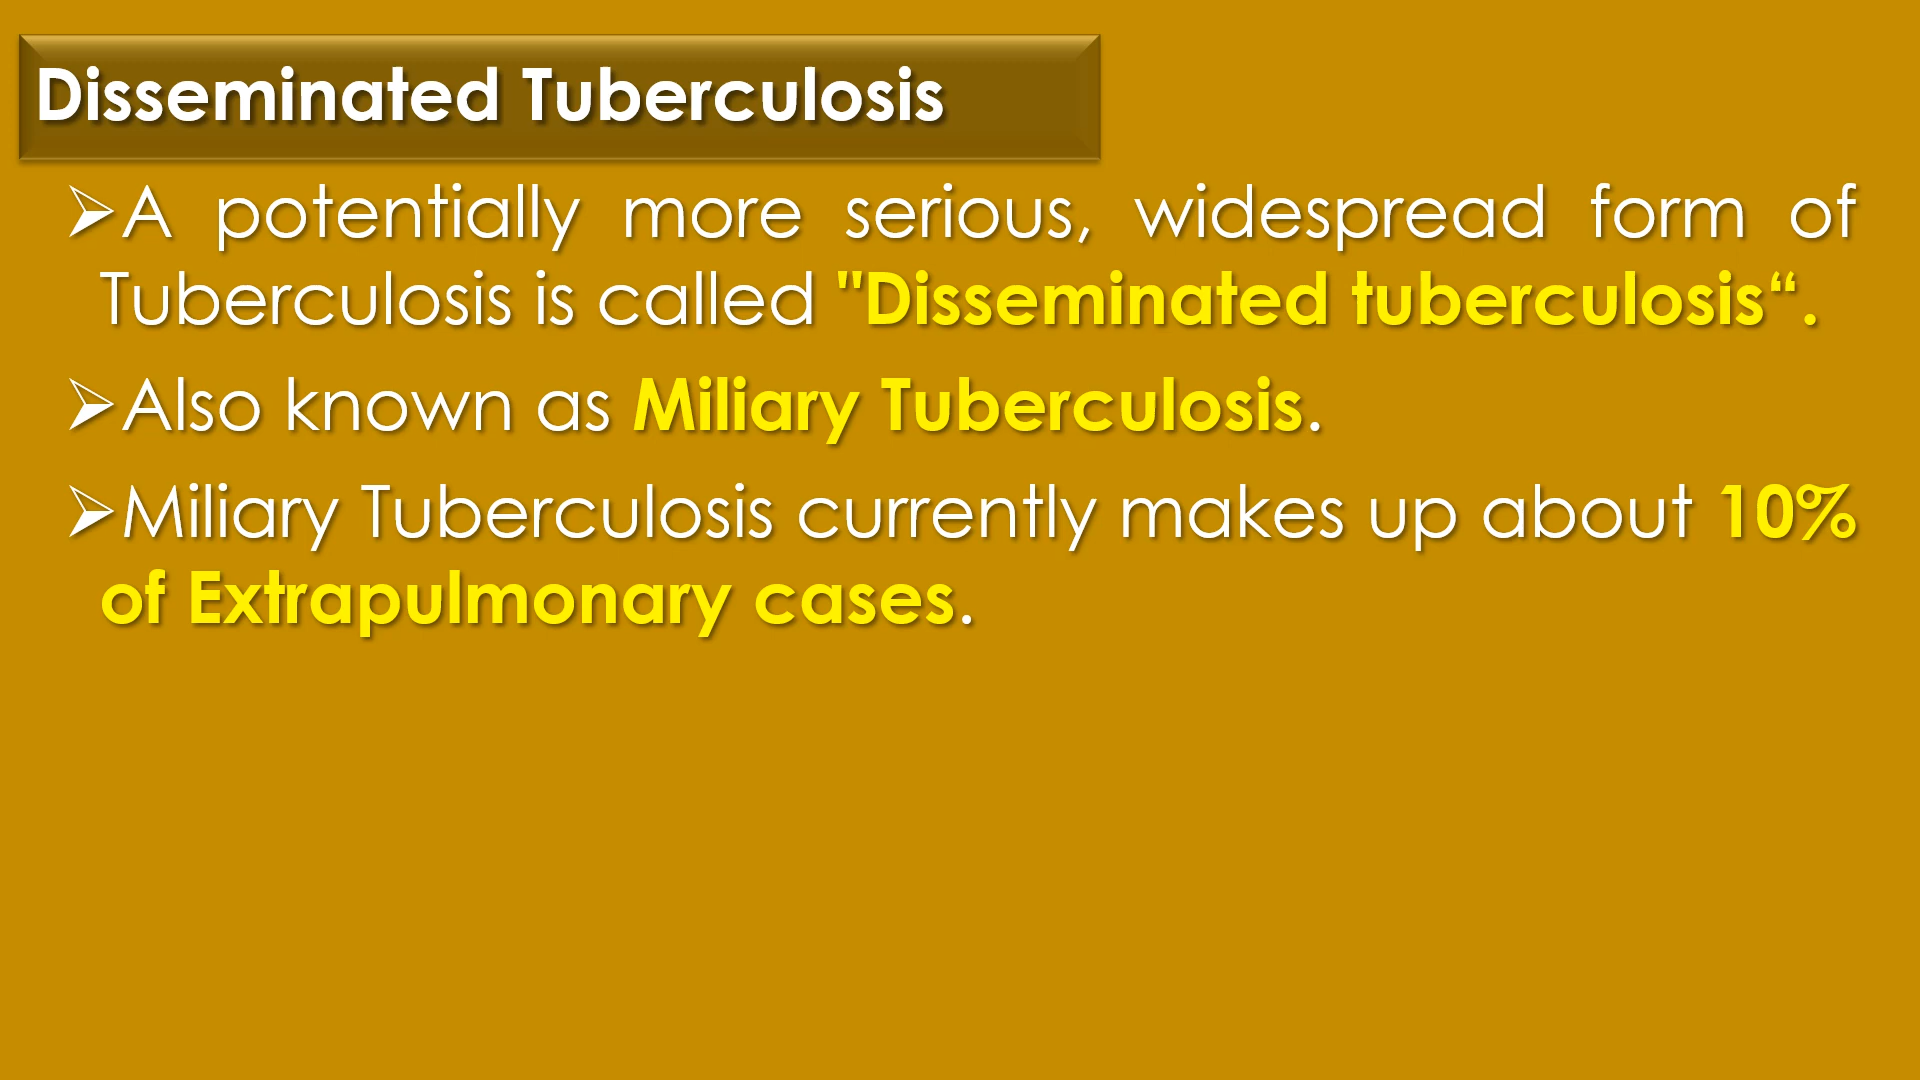 Disseminated Tuberculosis
➢A potentially more serious, widespread form of
Tuberculosis is called "Disseminated tuberculosis“.
➢Also known as Miliary Tuberculosis.
➢Miliary Tuberculosis currently makes up about 10%
of Extrapulmonary cases.